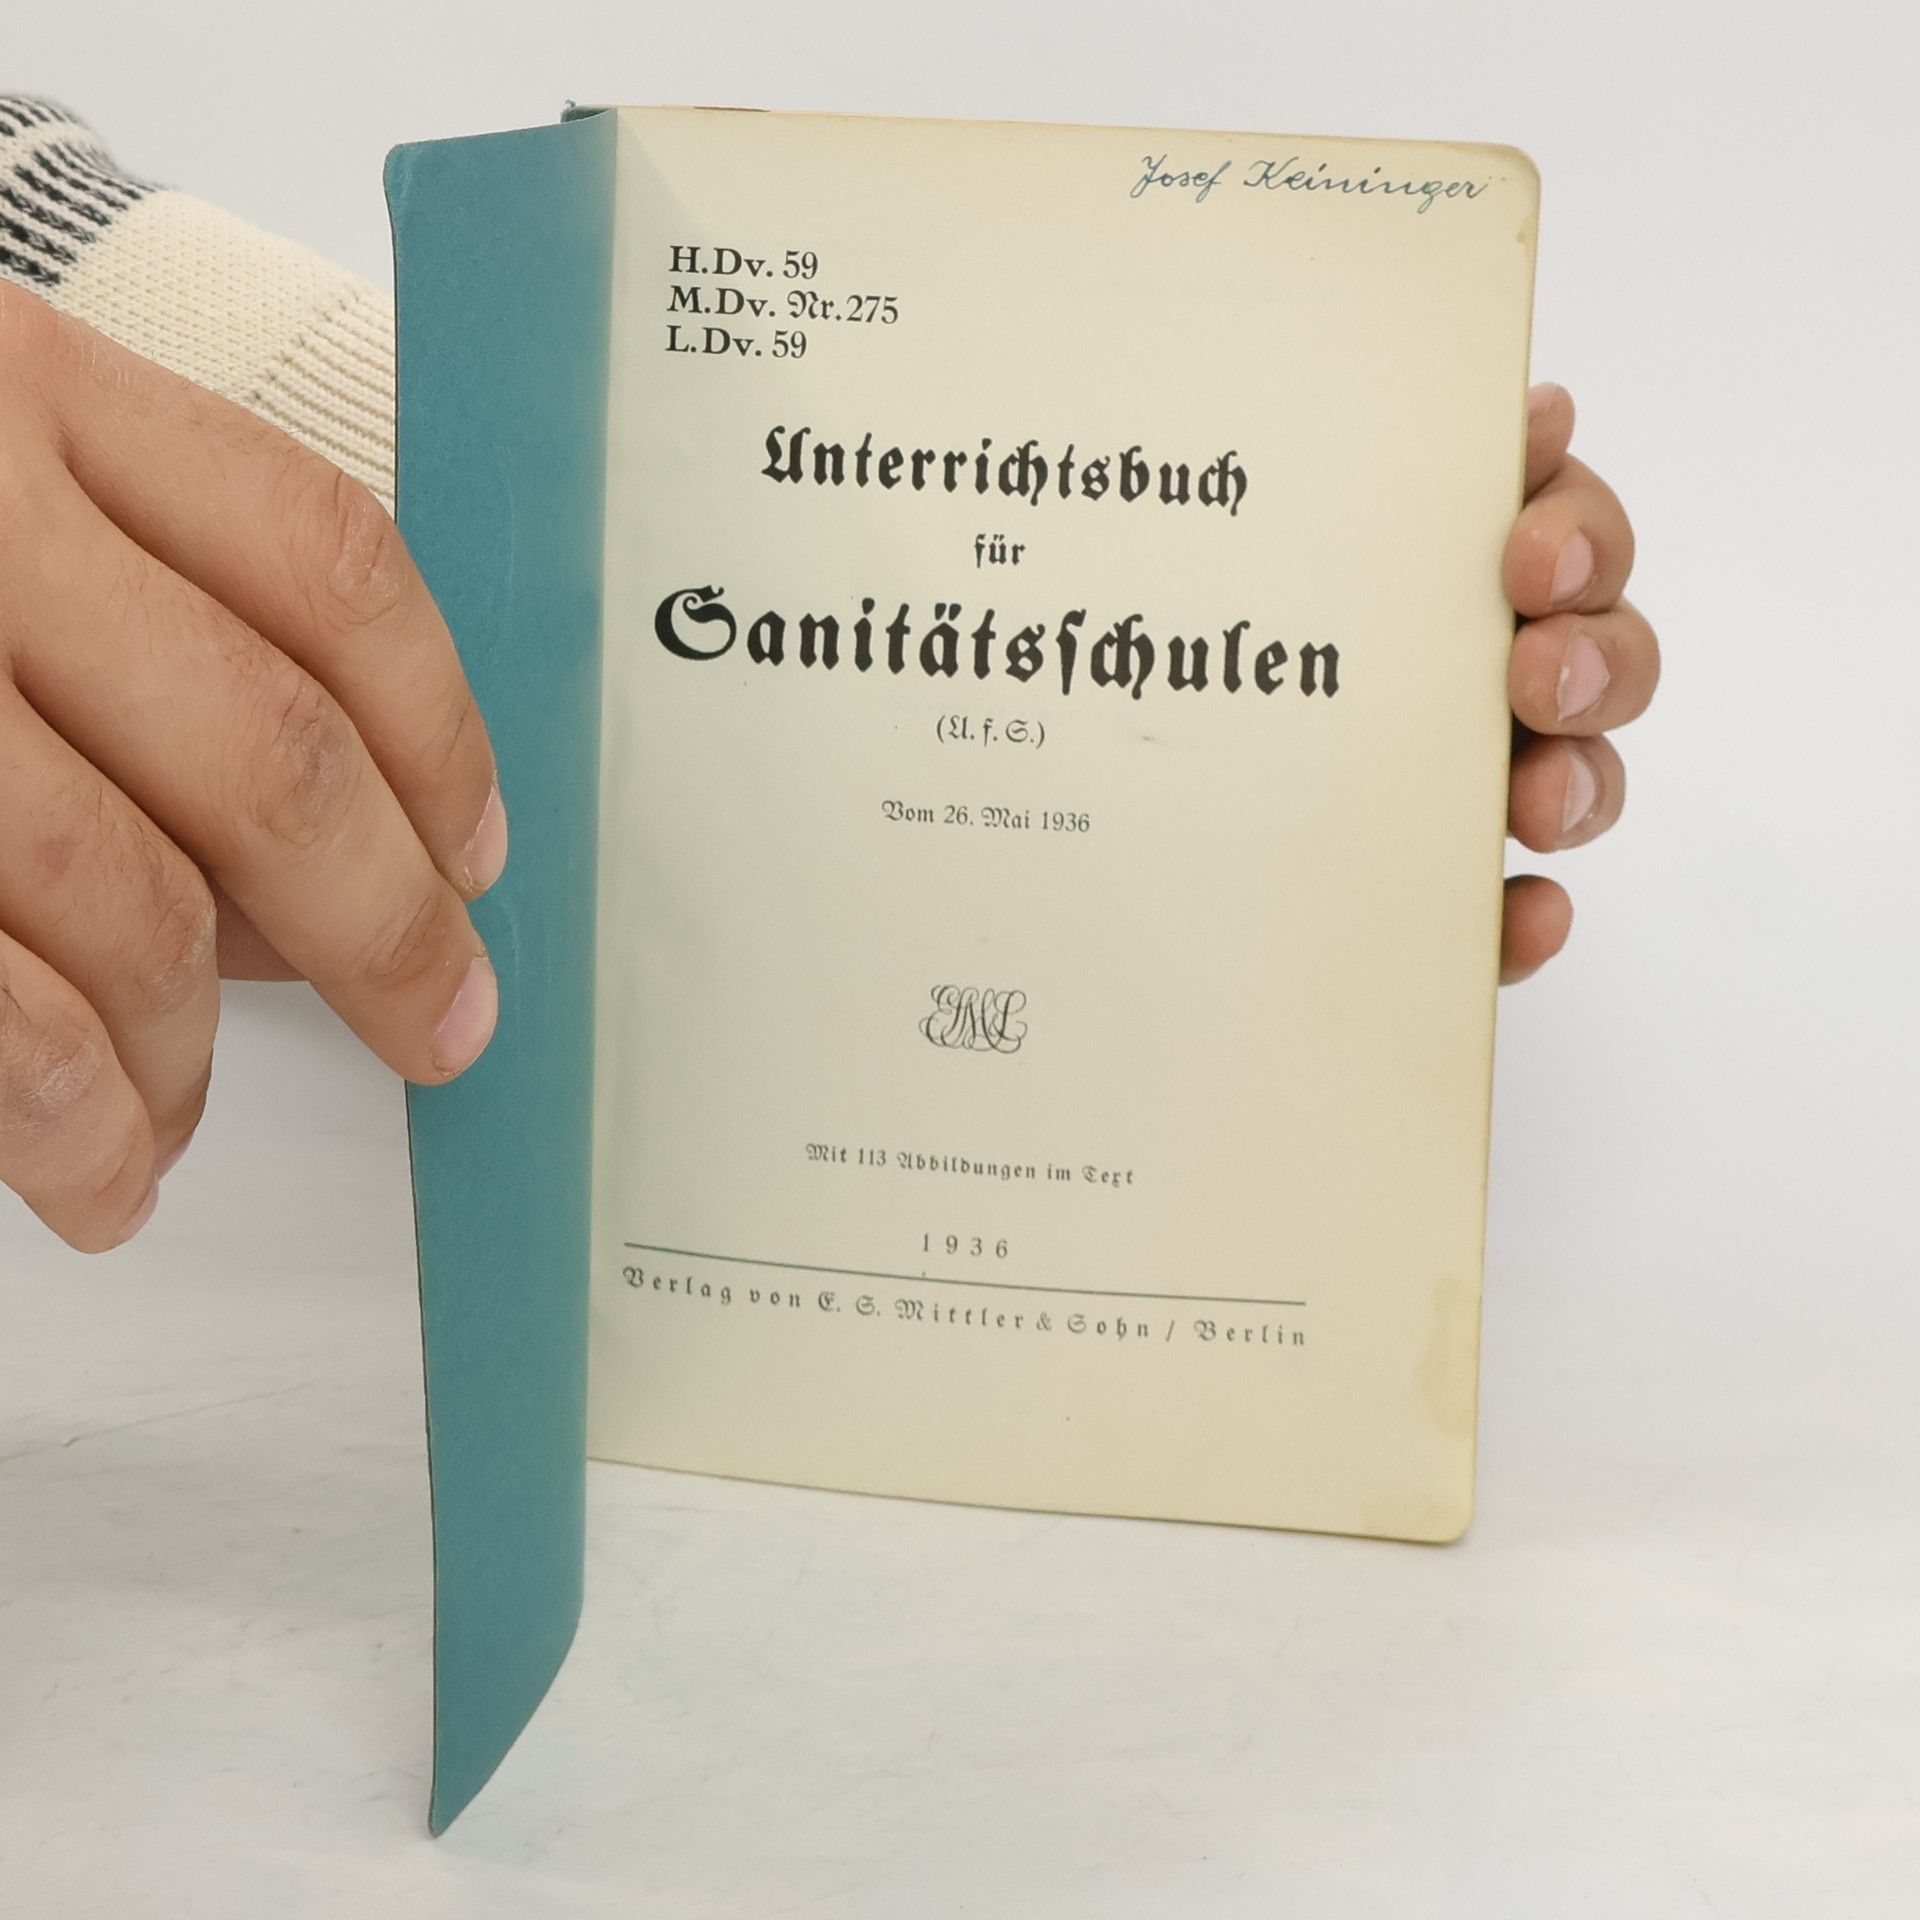 Josef Keininger
H.Dv. 59
M.Dv. Nr. 275
L.Dv. 59
Unterrichtsbuch
für
Sanitätsſchulen
(U. f. S.)
Vom 26. Mai 1936
ESMS
Mit 113 Abbildungen im Text
1936
Verlag von E. S. Mittler & Sohn / Berlin